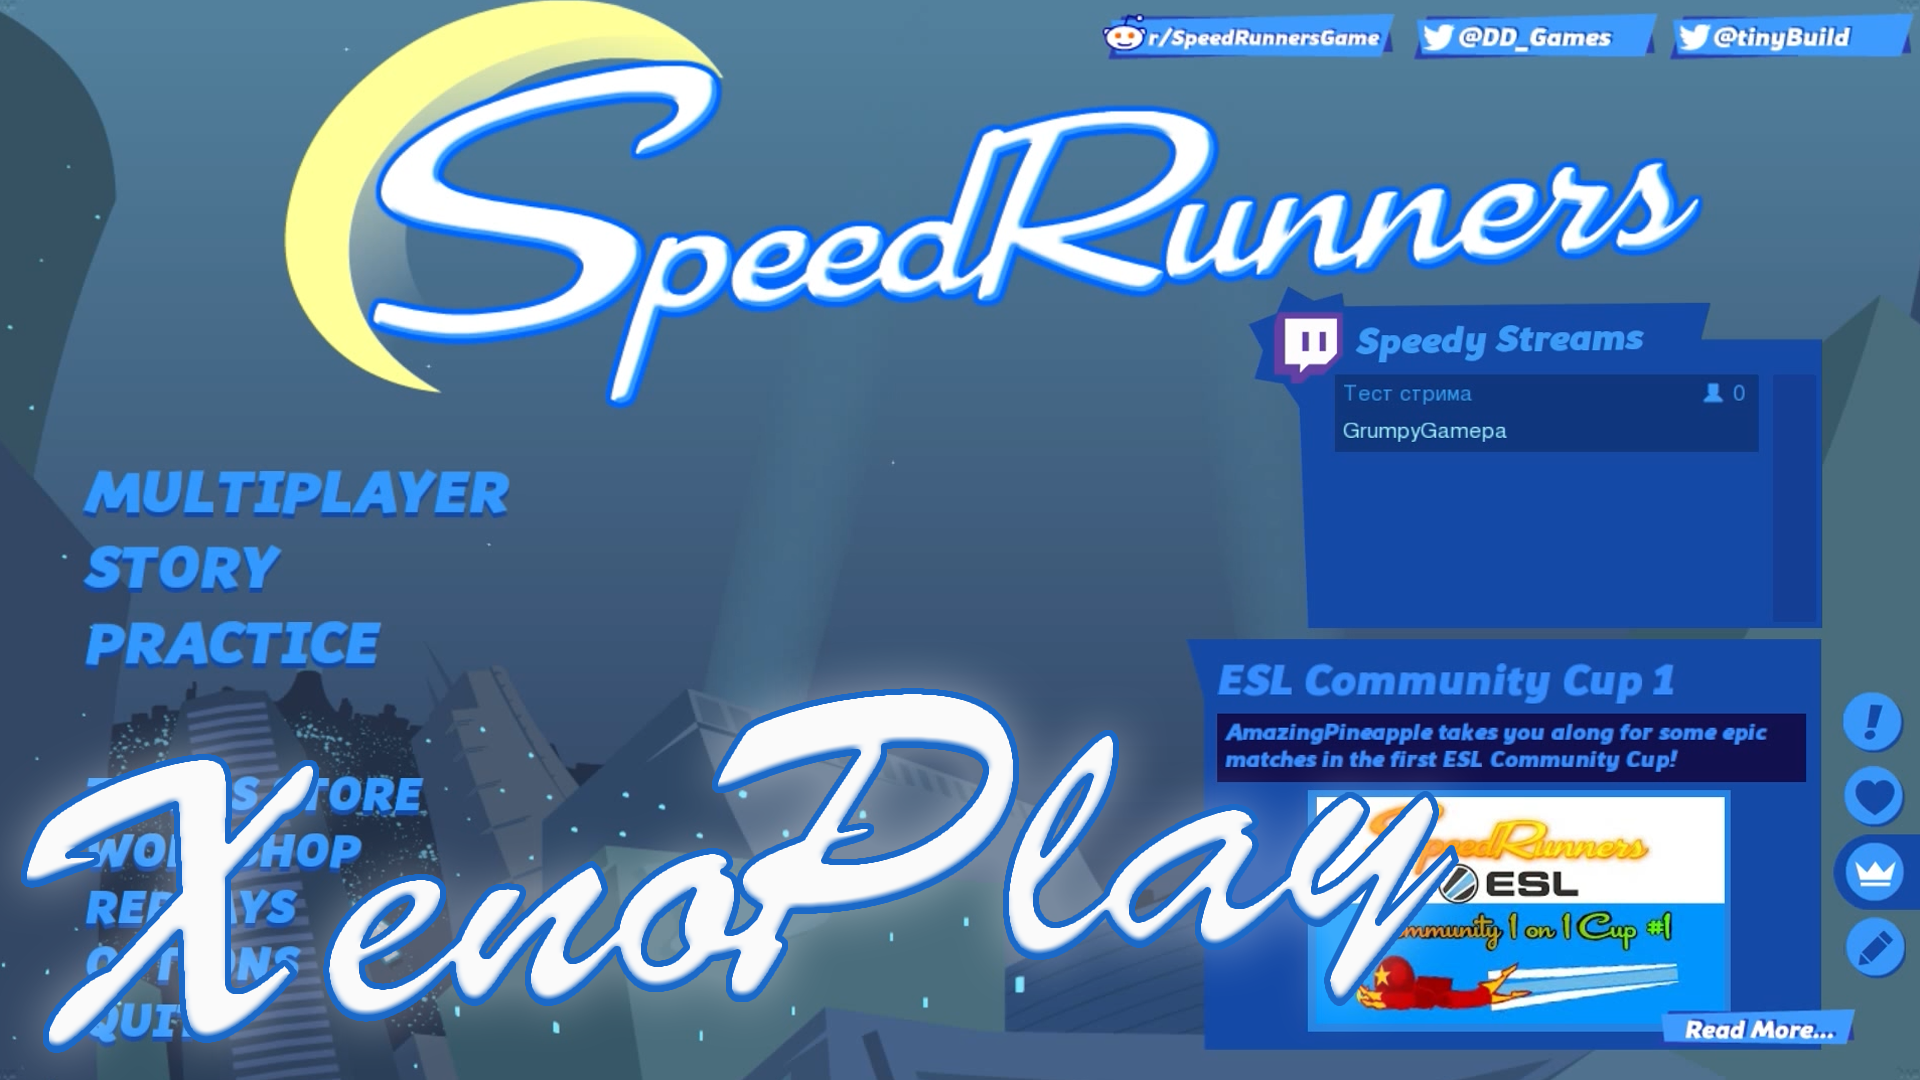 r/SpeedRunnersGame
@DD_Games
@tinyBuild
SpeedRunners
Speedy Streams
Тест стрима
0
GrumpyGamepa
MULTIPLAYER
STORY
PRACTICE
ESL Community Cup 1
AmazingPineapple takes you along for some epic
matches in the first ESL Community Cup!
XenoPlay
SpeedRunners
ESL
1 on 1 Cup #1
Read More...